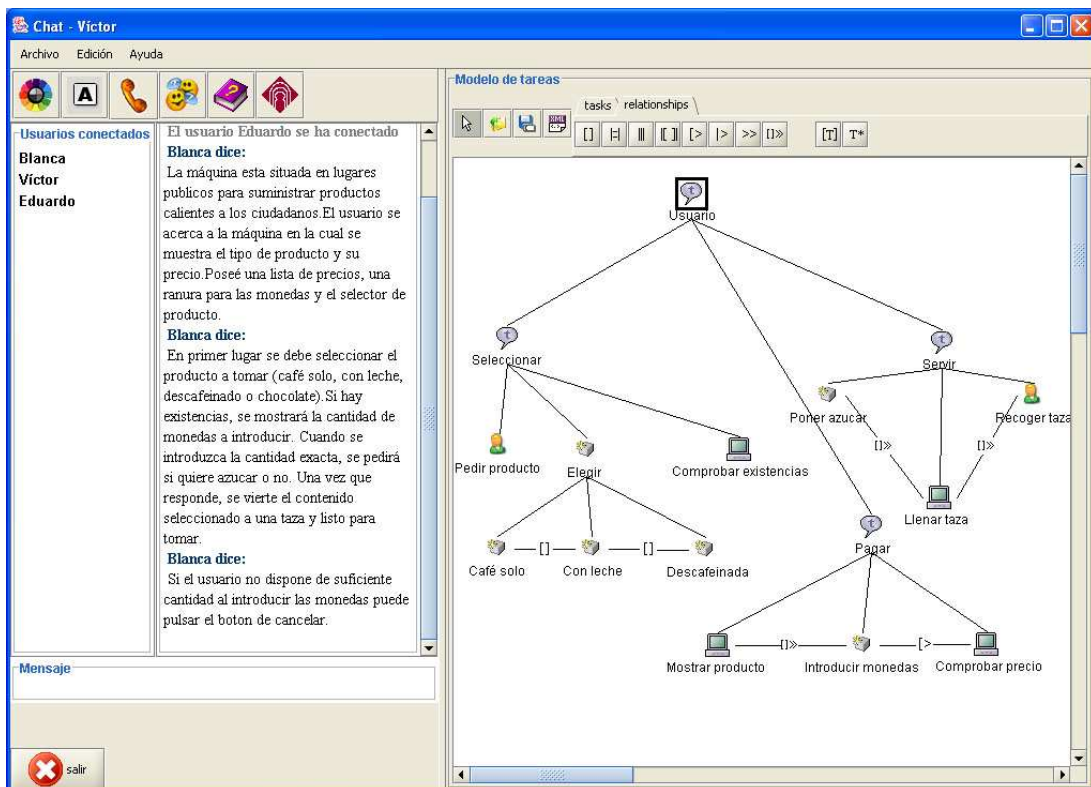 Chat - Víctor
Archivo Edición Ayuda
Usuarios conectados
Blanca
Víctor
Eduardo
El usuario Eduardo se ha conectado
Blanca dice:
La máquina esta situada en lugares
publicos para suministrar productos
calientes a los ciudadanos.El usuario se
acerca a la máquina en la cual se
muestra el tipo de producto y su
precio.Poseé una lista de precios, una
ranura para las monedas y el selector de
producto.
Blanca dice:
En primer lugar se debe seleccionar el
producto a tomar (café solo, con leche,
descafeinado o chocolate).Si hay
existencias, se mostrará la cantidad de
monedas a introducir. Cuando se
introduzca la cantidad exacta, se pedirá
si quiere azucar o no. Una vez que
responde, se vierte el contenido
seleccionado a una taza y listo para
tomar.
Blanca dice:
Si el usuario no dispone de suficiente
cantidad al introducir las monedas puede
pulsar el boton de cancelar.
Mensaje
salir
Modelo de tareas
tasks relationships
[] |=| ||| |[]| [> |> >> []» [T] T*
Usuario
Seleccionar
Servir
Poner azucar
Recoger taza
[]» []»
Pedir producto
Elegir
Comprobar existencias
Llenar taza
Pagar
[] []
Café solo
Con leche
Descafeinada
[]» [>
Mostrar producto
Introducir monedas
Comprobar precio